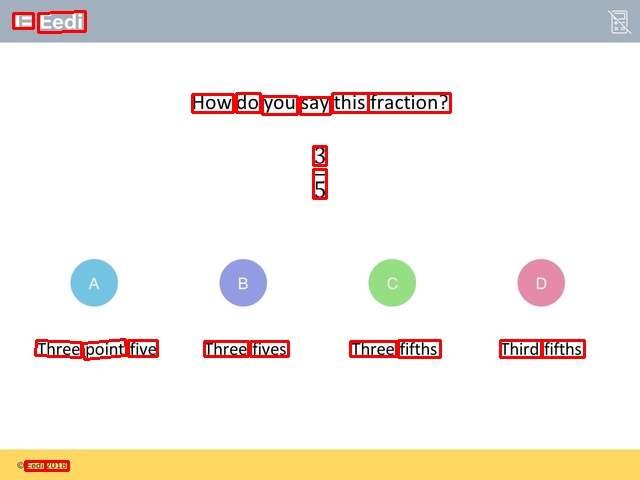 Eedi
How do you say this fraction?
3
5
A
B
C
D
Three point five
Three fives
Three fifths
Third fifths
© Eedi 2018